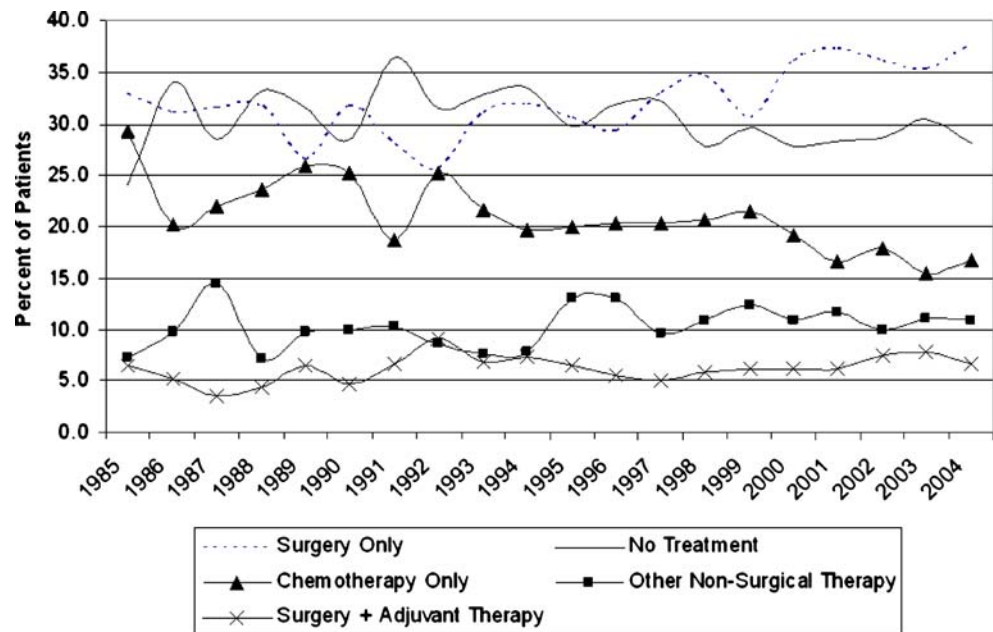 40.0
35.0
30.0
25.0
20.0
15.0
10.0
5.0
0.0
Percent of Patients
1985 1986 1987 1988 1989 1990 1991 1992 1993 1994 1995 1996 1997 1998 1999 2000 2001 2002 2003 2004
Surgery Only No Treatment
Chemotherapy Only Other Non-Surgical Therapy
Surgery + Adjuvant Therapy